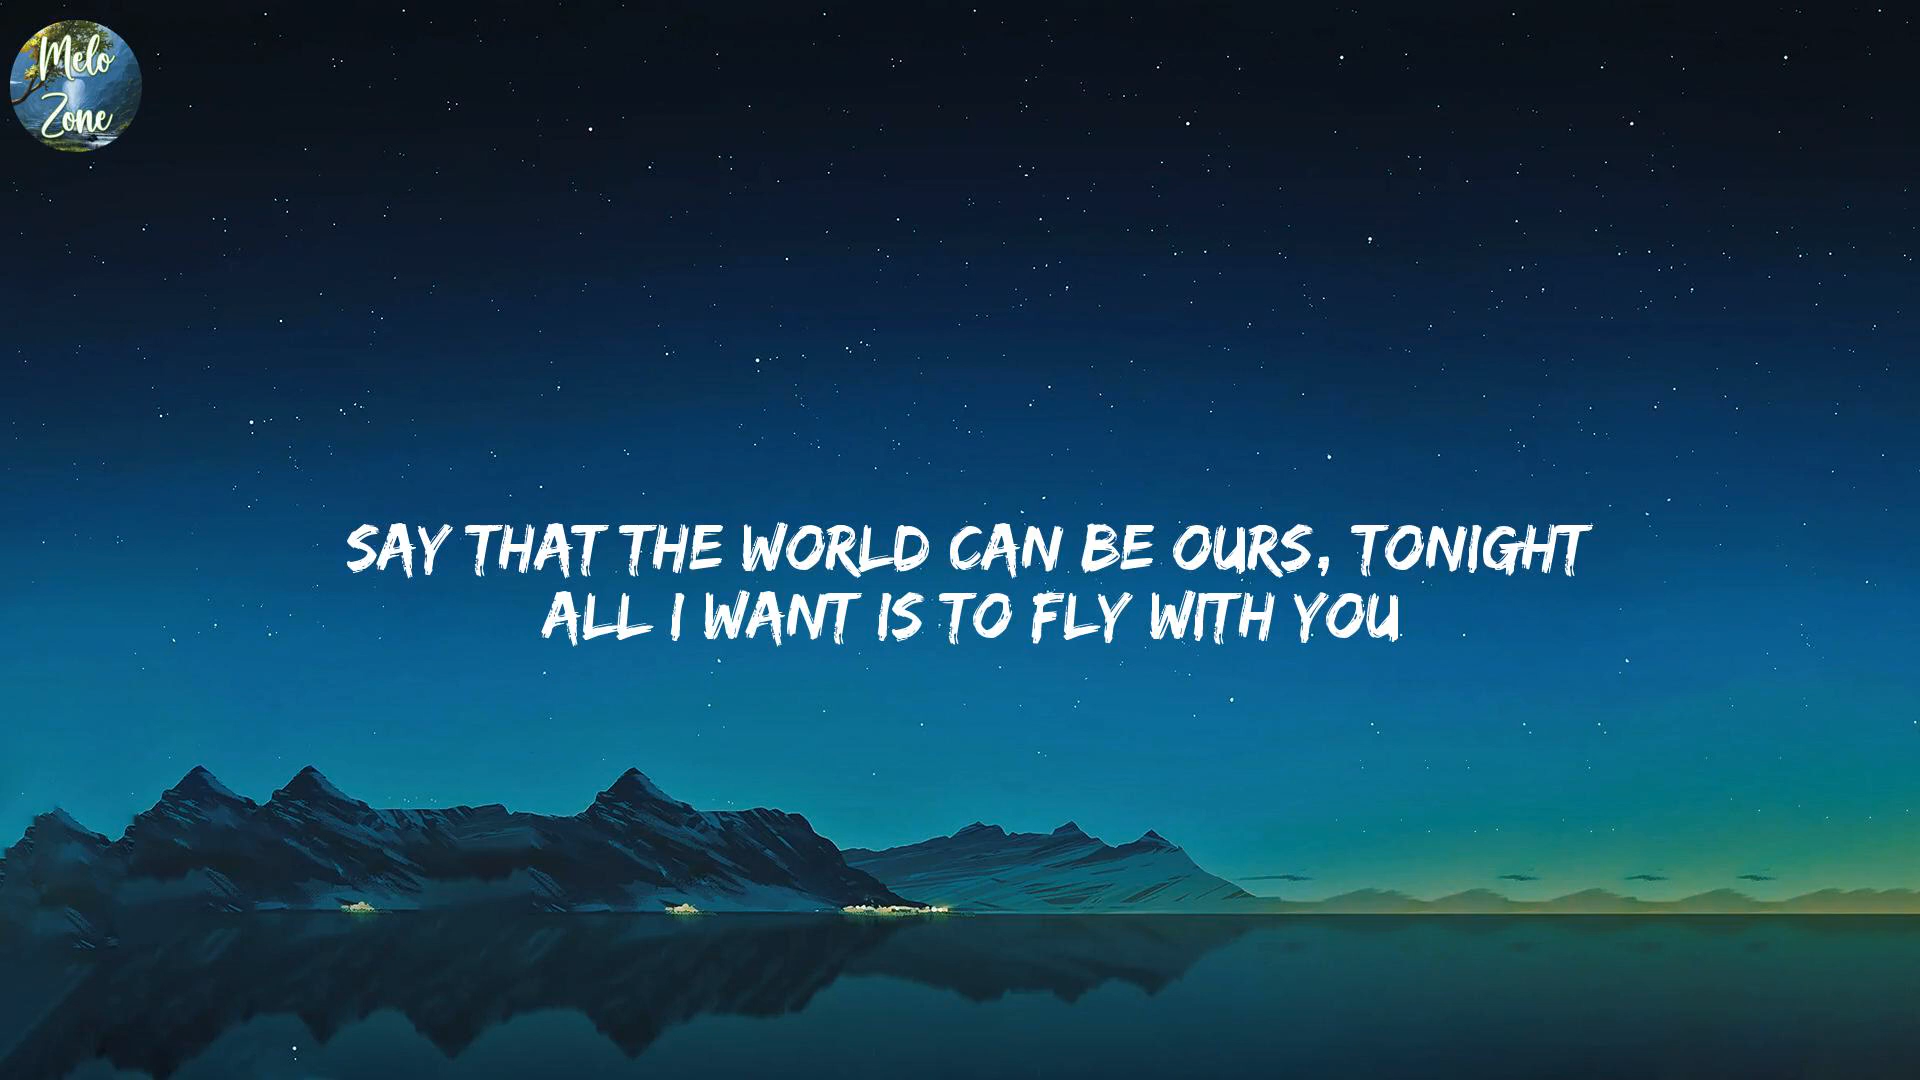 Melo
Zone
SAY THAT THE WORLD CAN BE OURS, TONIGHT
ALL I WANT IS TO FLY WITH YOU